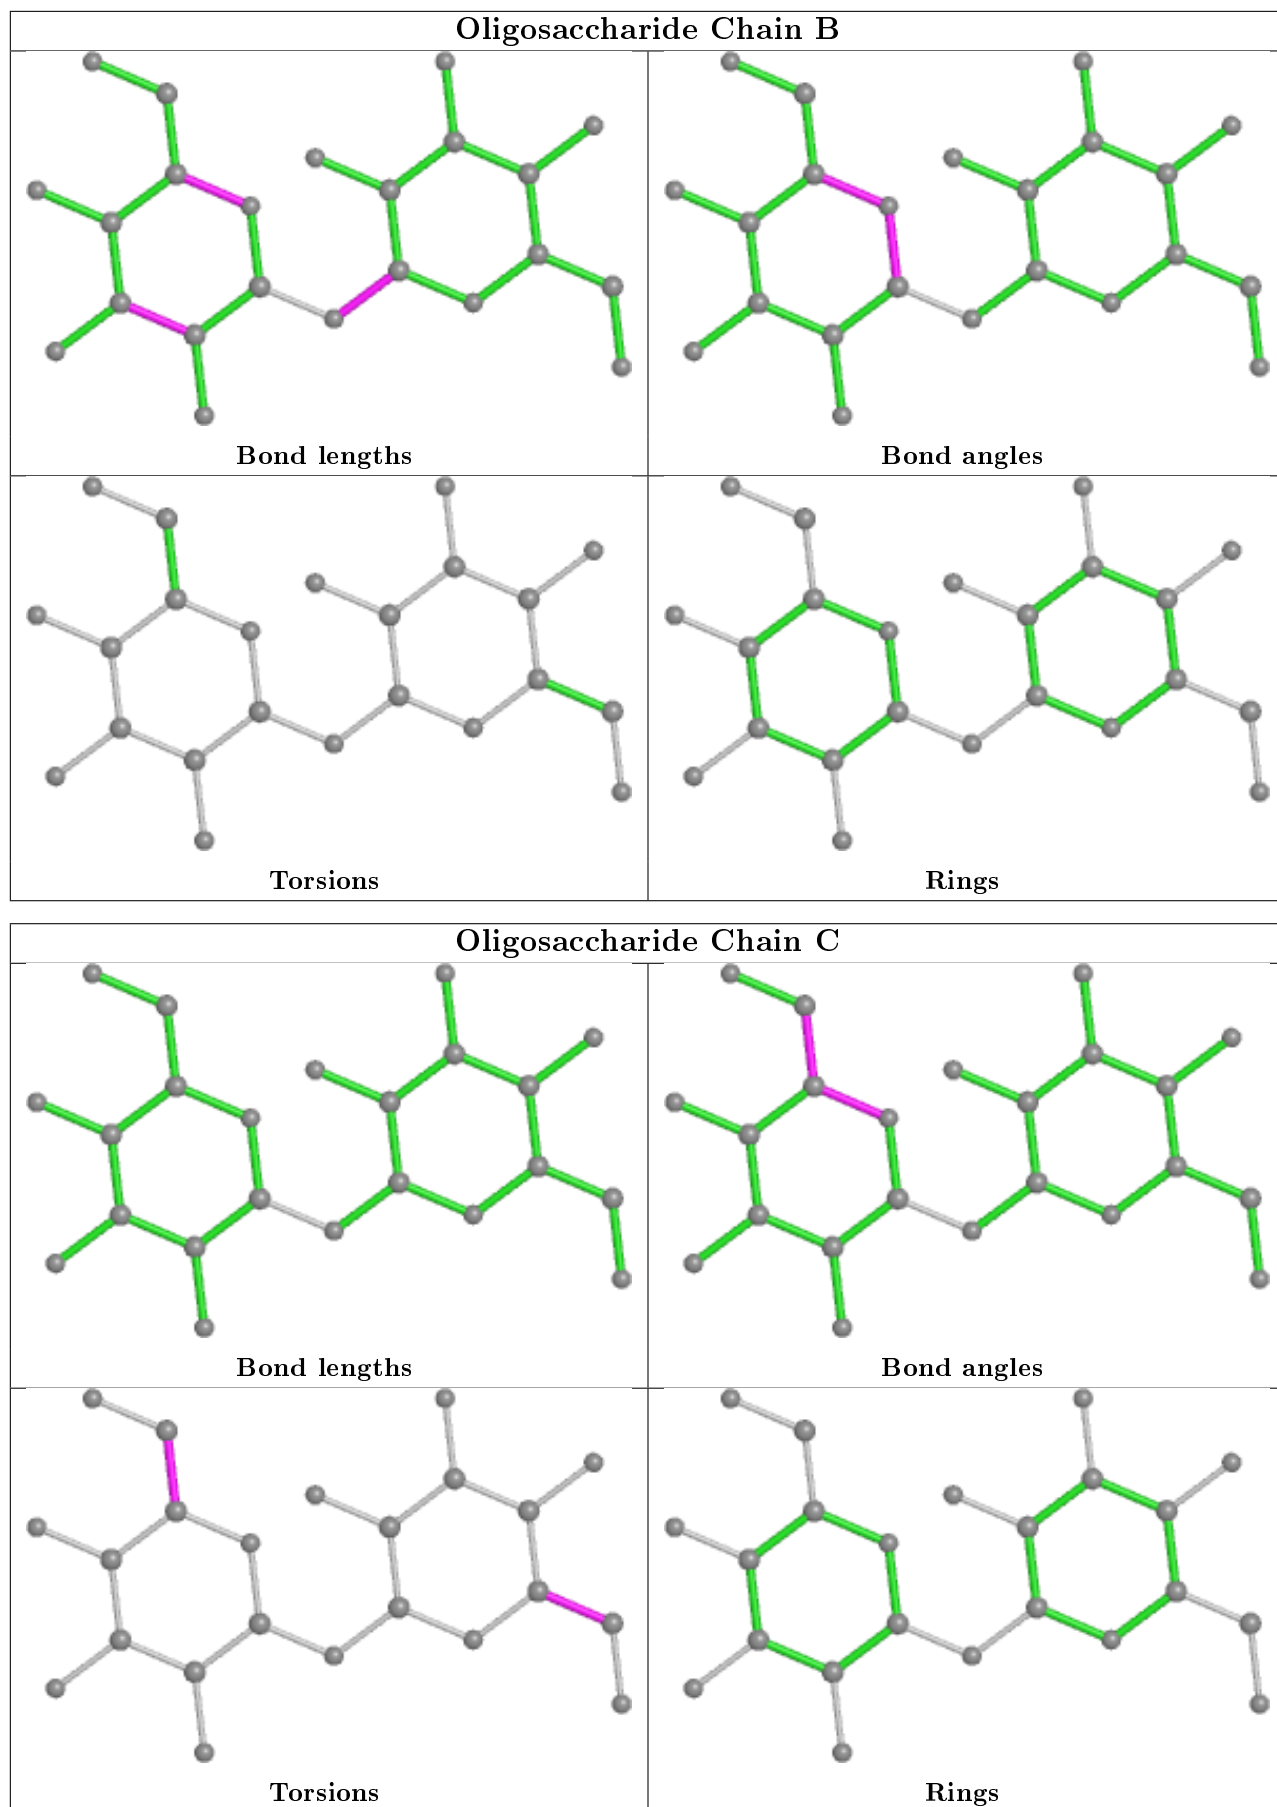 Oligosaccharide Chain B
Bond lengths
Bond angles
Torsions
Rings
Oligosaccharide Chain C
Bond lengths
Bond angles
Torsions
Rings